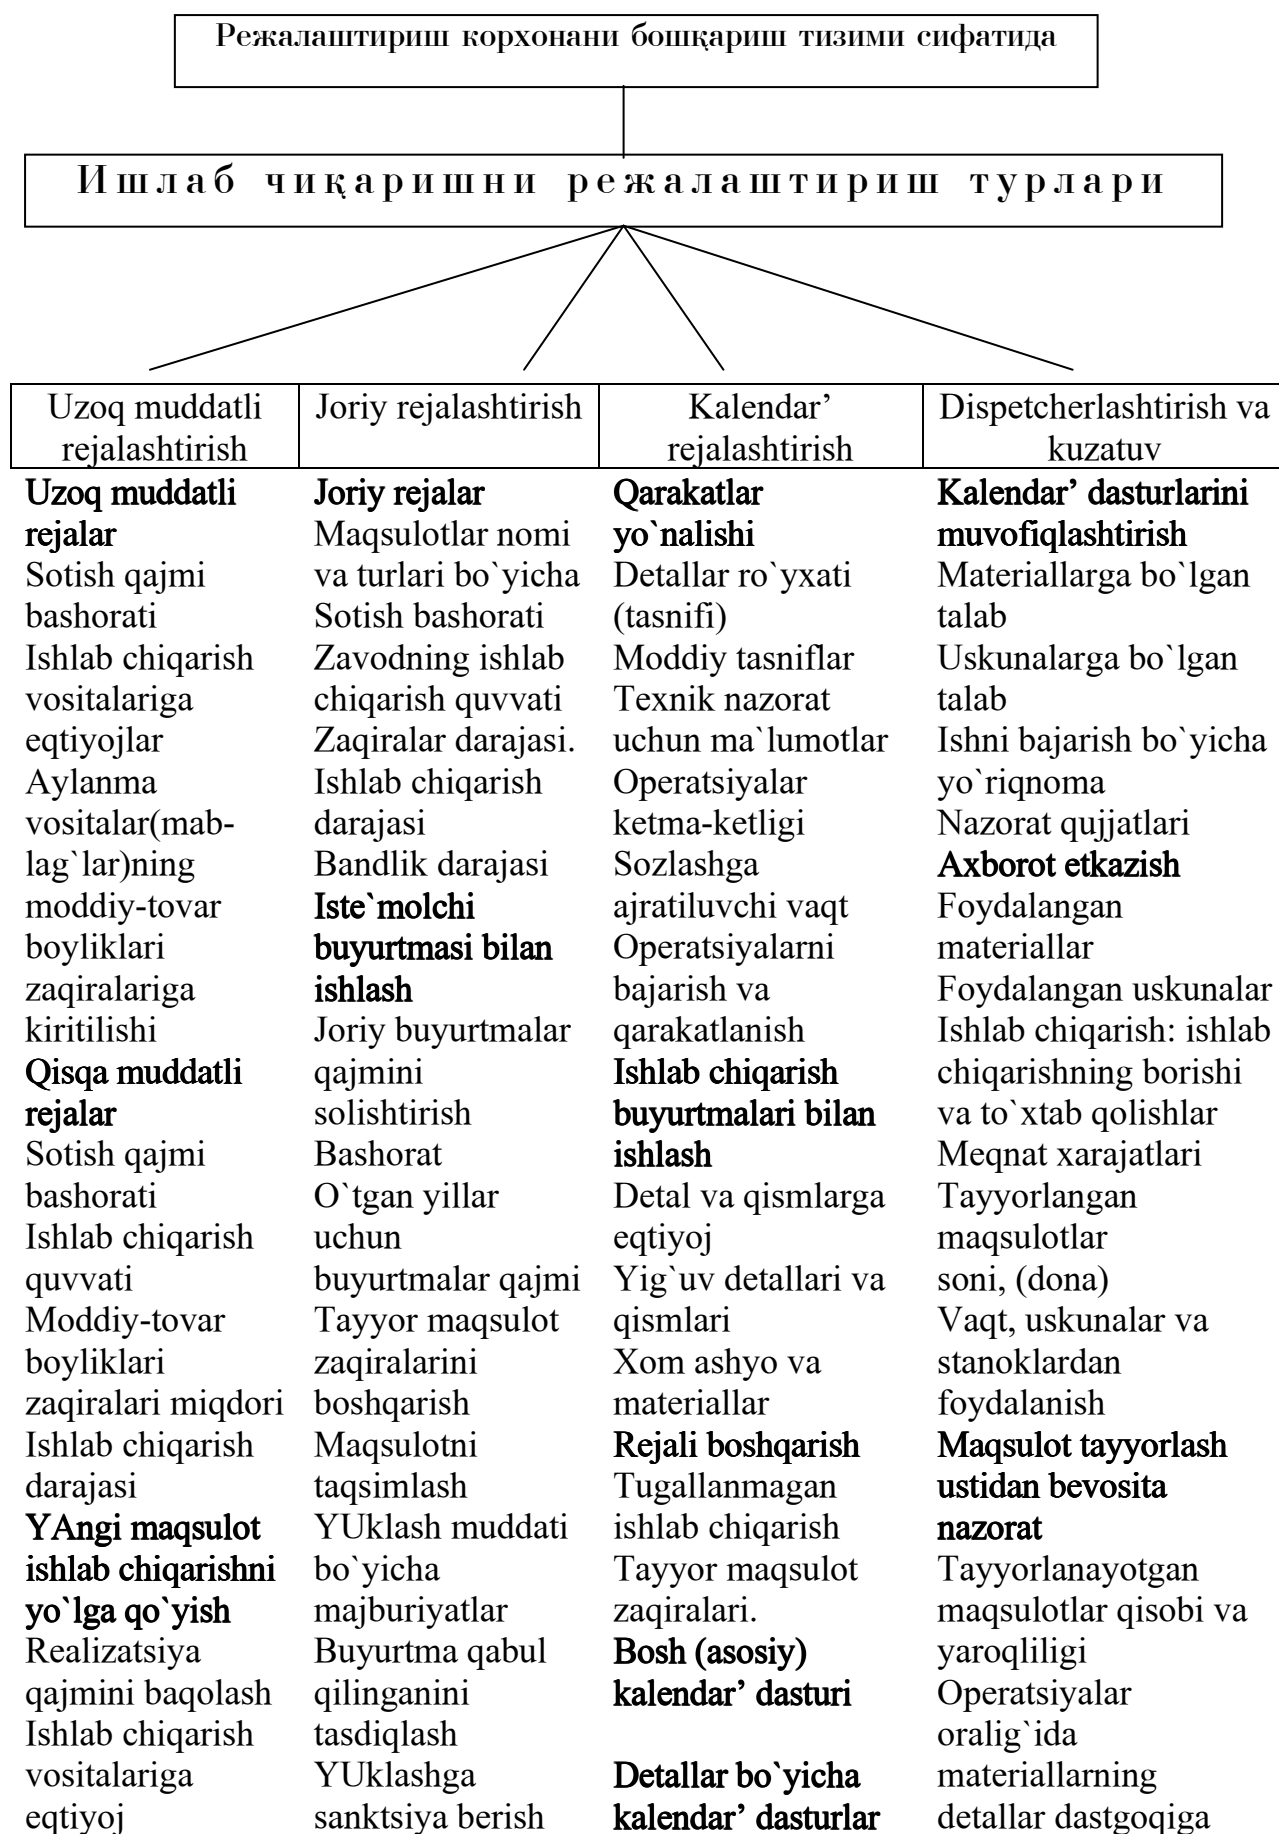 Режалаштириш корхонани бошқариш тизими сифатида
Ишлаб чиқаришни режалаштириш турлари
Uzoq muddatli
rejalashtirish
Joriy rejalashtirish
Kalendar’
rejalashtirish
Dispetcherlashtirish va
kuzatuv
Uzoq muddatli
rejalar
Sotish qajmi
bashorati
Ishlab chiqarish
vositalariga
eqtiyojlar
Aylanma
vositalar(mab-
lag`lar)ning
moddiy-tovar
boyliklari
zaqiralariga
kiritilishi
Qisqa muddatli
rejalar
Sotish qajmi
bashorati
Ishlab chiqarish
quvvati
Moddiy-tovar
boyliklari
zaqiralari miqdori
Ishlab chiqarish
darajasi
YAngi maqsulot
ishlab chiqarishni
yo`lga qo`yish
Realizatsiya
qajmini baqolash
Ishlab chiqarish
vositalariga
eqtiyoj
Joriy rejalar
Maqsulotlar nomi
va turlari bo`yicha
Sotish bashorati
Zavodning ishlab
chiqarish quvvati
Zaqiralar darajasi.
Ishlab chiqarish
darajasi
Bandlik darajasi
Iste`molchi
buyurtmasi bilan
ishlash
Joriy buyurtmalar
qajmini
solishtirish
Bashorat
O`tgan yillar
uchun
buyurtmalar qajmi
Tayyor maqsulot
zaqiralarini
boshqarish
Maqsulotni
taqsimlash
YUklash muddati
bo`yicha
majburiyatlar
Buyurtma qabul
qilinganini
tasdiqlash
YUklashga
sanktsiya berish
Qarakatlar
yo`nalishi
Detallar ro`yxati
(tasnifi)
Moddiy tasniflar
Texnik nazorat
uchun ma`lumotlar
Operatsiyalar
ketma-ketligi
Sozlashga
ajratiluvchi vaqt
Operatsiyalarni
bajarish va
qarakatlanish
Ishlab chiqarish
buyurtmalari bilan
ishlash
Detal va qismlarga
eqtiyoj
Yig`uv detallari va
qismlari
Xom ashyo va
materiallar
Rejali boshqarish
Tugallanmagan
ishlab chiqarish
Tayyor maqsulot
zaqiralari.
Bosh (asosiy)
kalendar’ dasturi
Detallar bo`yicha
kalendar’ dasturlar
Kalendar’ dasturlarini
muvofiqlashtirish
Materiallarga bo`lgan
talab
Uskunalarga bo`lgan
talab
Ishni bajarish bo`yicha
yo`riqnoma
Nazorat qujjatlari
Axborot etkazish
Foydalangan
materiallar
Foydalangan uskunalar
Ishlab chiqarish: ishlab
chiqarishning borishi
va to`xtab qolishlar
Meqnat xarajatlari
Tayyorlangan
maqsulotlar
soni, (dona)
Vaqt, uskunalar va
stanoklardan
foydalanish
Maqsulot tayyorlash
ustidan bevosita
nazorat
Tayyorlanayotgan
maqsulotlar qisobi va
yaroqliligi
Operatsiyalar
oralig`ida
materiallarning
detallar dastgoqiga